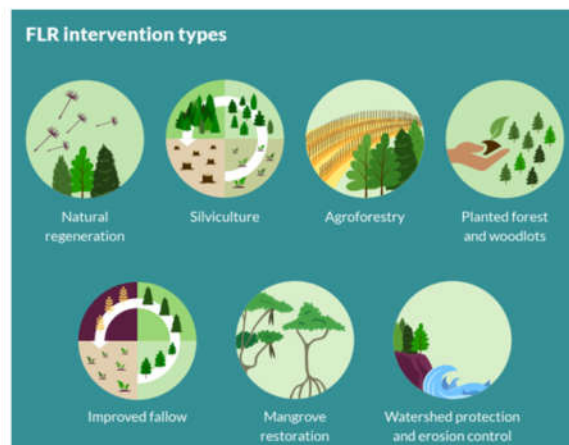 FLR intervention types
Natural
regeneration
Silviculture
Agroforestry
Planted forest
and woodlots
Improved fallow
Mangrove
restoration
Watershed protection
and erosion control